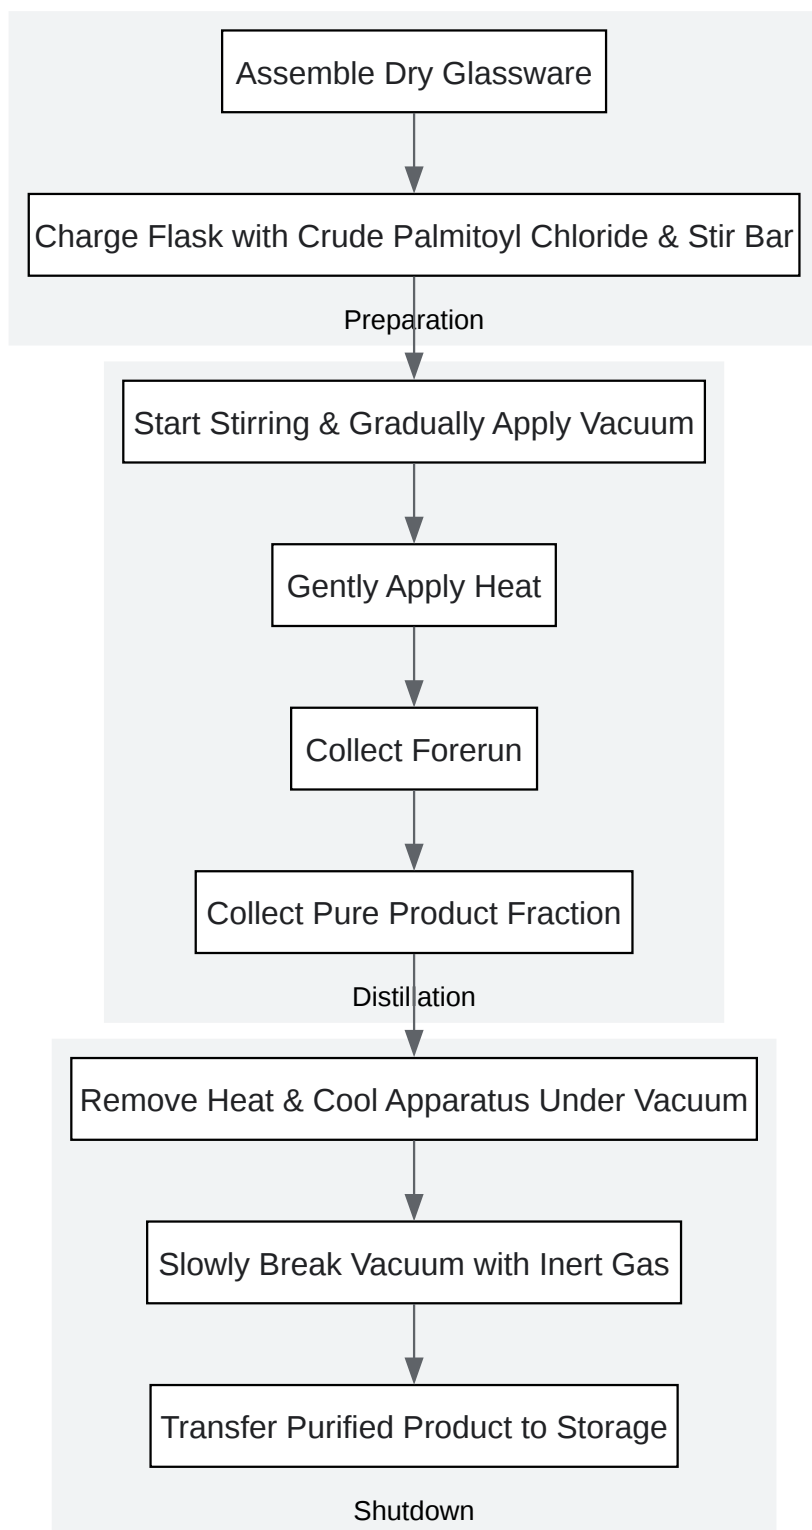 Assemble Dry Glassware
Charge Flask with Crude Palmitoyl Chloride & Stir Bar
Preparation
Start Stirring & Gradually Apply Vacuum
Gently Apply Heat
Collect Forerun
Collect Pure Product Fraction
Distillation
Remove Heat & Cool Apparatus Under Vacuum
Slowly Break Vacuum with Inert Gas
Transfer Purified Product to Storage
Shutdown